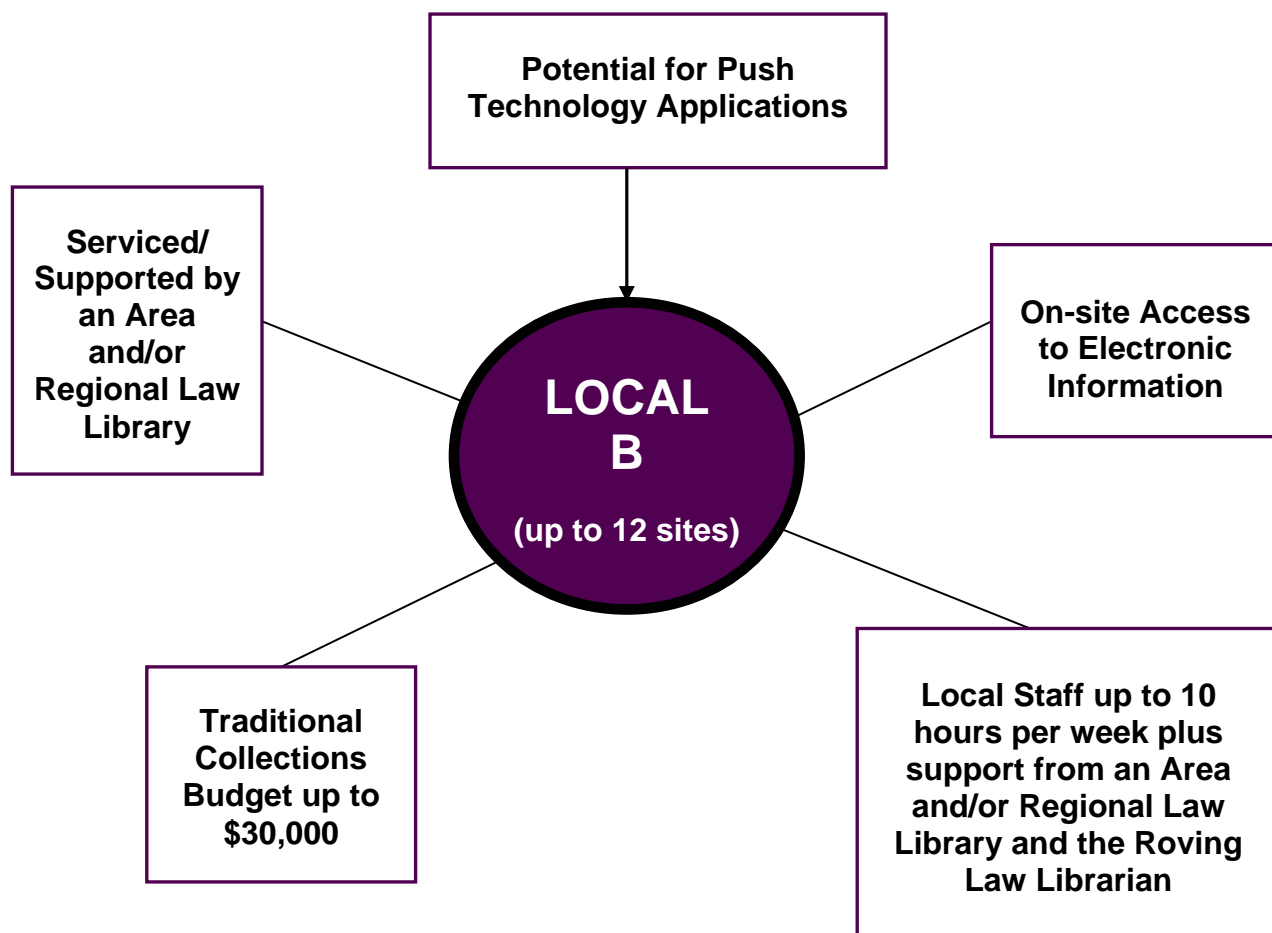 Potential for Push
Technology Applications
Serviced/
Supported by
an Area
and/or
Regional Law
Library
On-site Access
to Electronic
Information
LOCAL
B
(up to 12 sites)
Traditional
Collections
Budget up to
$30,000
Local Staff up to 10
hours per week plus
support from an Area
and/or Regional Law
Library and the Roving
Law Librarian